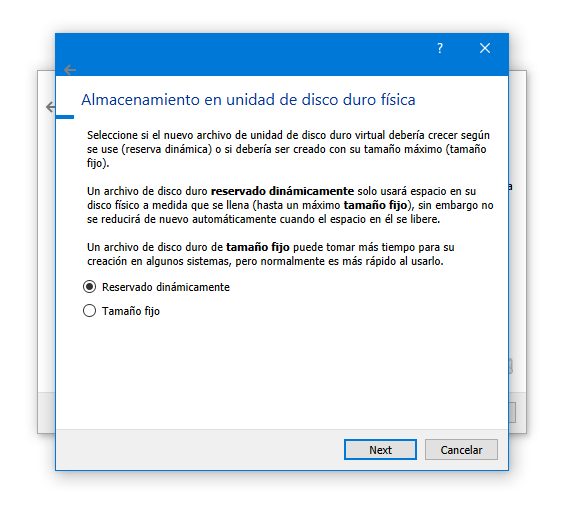 ?
Almacenamiento en unidad de disco duro física
Seleccione si el nuevo archivo de unidad de disco duro virtual debería crecer según
se use (reserva dinámica) o si debería ser creado con su tamaño máximo (tamaño
fijo).
Un archivo de disco duro reservado dinámicamente solo usará espacio en su
disco físico a medida que se llena (hasta un máximo tamaño fijo), sin embargo no
se reducirá de nuevo automáticamente cuando el espacio en él se libere.
Un archivo de disco duro de tamaño fijo puede tomar más tiempo para su
creación en algunos sistemas, pero normalmente es más rápido al usarlo.
Reservado dinámicamente
Tamaño fijo
Next Cancelar